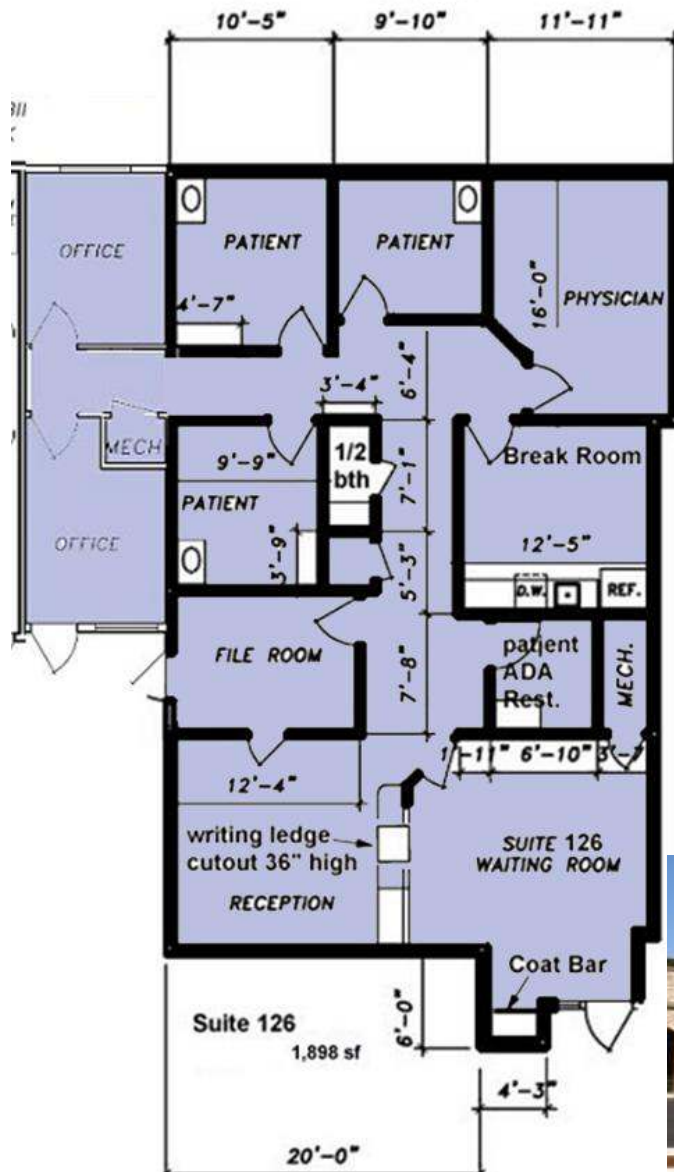 10'-5" 9'-10" 11'-11"
OFFICE
PATIENT
PATIENT
PHYSICIAN
16'-0"
4'-7"
3'-4"
6'-4"
MECH
9'-9"
PATIENT
1/2
bth
7'-1"
Break Room
12'-5"
OFFICE
3'-9"
5'-3"
D.W.
REF.
FILE ROOM
7'-8"
patient
ADA
Rest.
MECH.
12'-4"
1'-11" 6'-10"
writing ledge
cutout 36" high
RECEPTION
SUITE 126
WAITING ROOM
Coat Bar
Suite 126
1,898 sf
6'-0"
4'-3"
20'-0"